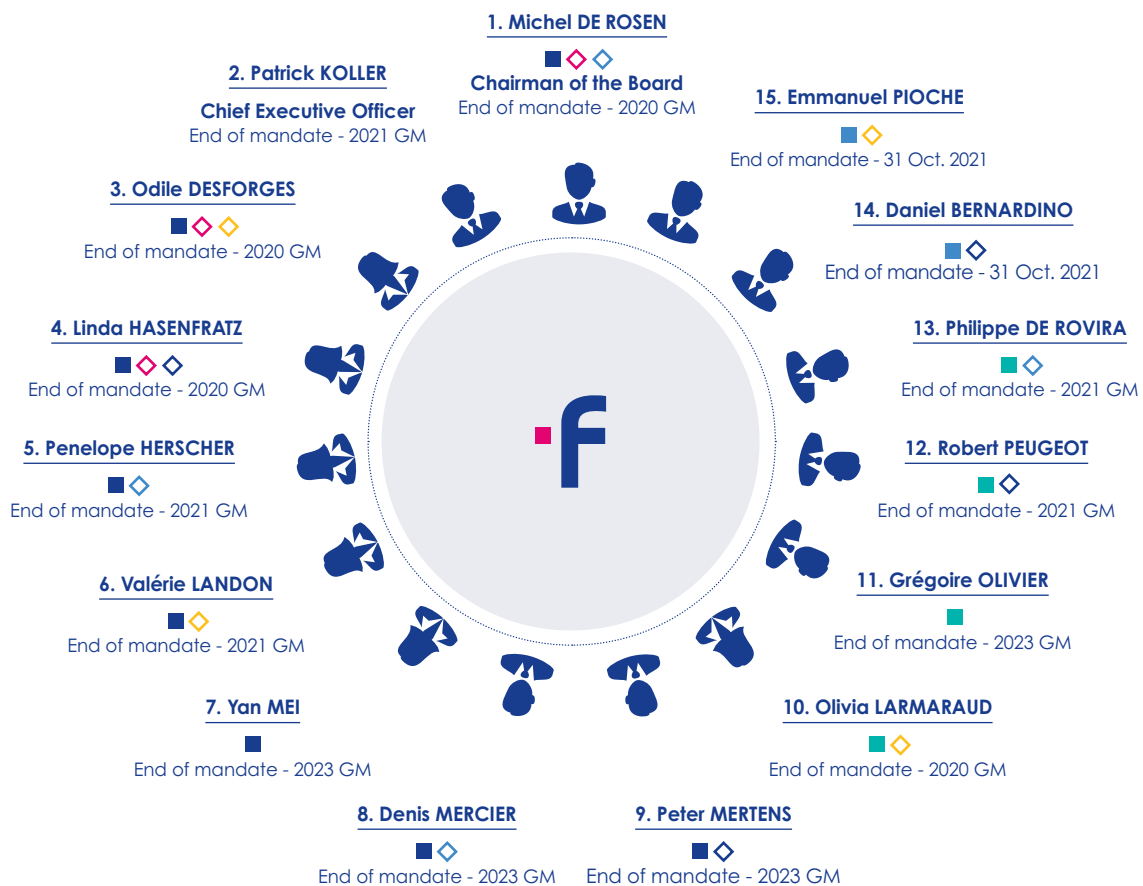 1. Michel DE ROSEN
Chairman of the Board
End of mandate - 2020 GM
2. Patrick KOLLER
Chief Executive Officer
End of mandate - 2021 GM
3. Odile DESFORGES
End of mandate - 2020 GM
4. Linda HASENFRATZ
End of mandate - 2020 GM
5. Penelope HERSCHER
End of mandate - 2021 GM
6. Valérie LANDON
End of mandate - 2021 GM
7. Yan MEI
End of mandate - 2023 GM
8. Denis MERCIER
End of mandate - 2023 GM
9. Peter MERTENS
End of mandate - 2023 GM
10. Olivia LARMARAUD
End of mandate - 2020 GM
11. Grégoire OLIVIER
End of mandate - 2023 GM
12. Robert PEUGEOT
End of mandate - 2021 GM
13. Philippe DE ROVIRA
End of mandate - 2021 GM
14. Daniel BERNARDINO
End of mandate - 31 Oct. 2021
15. Emmanuel PIOCHE
End of mandate - 31 Oct. 2021
f